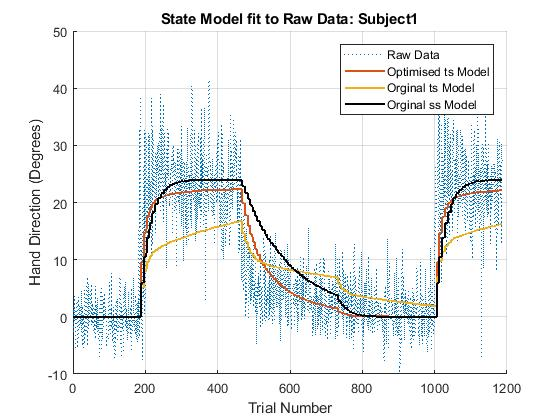 State Model fit to Raw Data: Subject1
50
40
30
20
10
0
-10
Hand Direction (Degrees)
Raw Data
Optimised ts Model
Orginal ts Model
Orginal ss Model
0
200
400
600
800
1000
1200
Trial Number